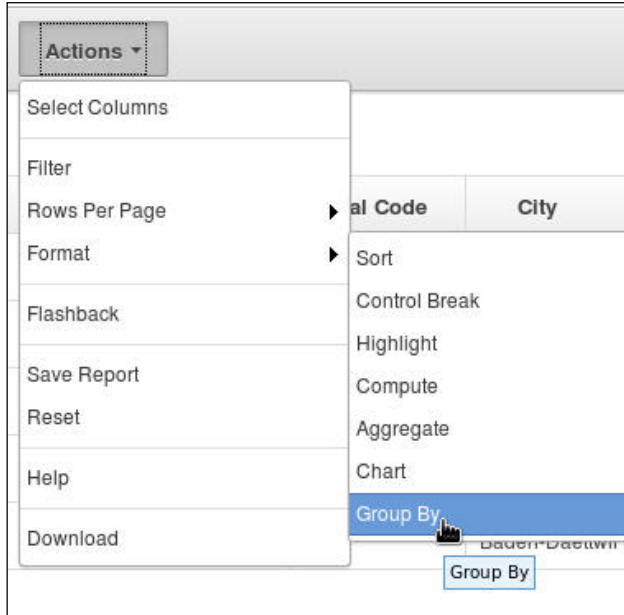 Actions
Select Columns
Filter
Rows Per Page
al Code
City
Format
Sort
Control Break
Flashback
Highlight
Save Report
Compute
Reset
Aggregate
Chart
Help
Group By
Download
Group By